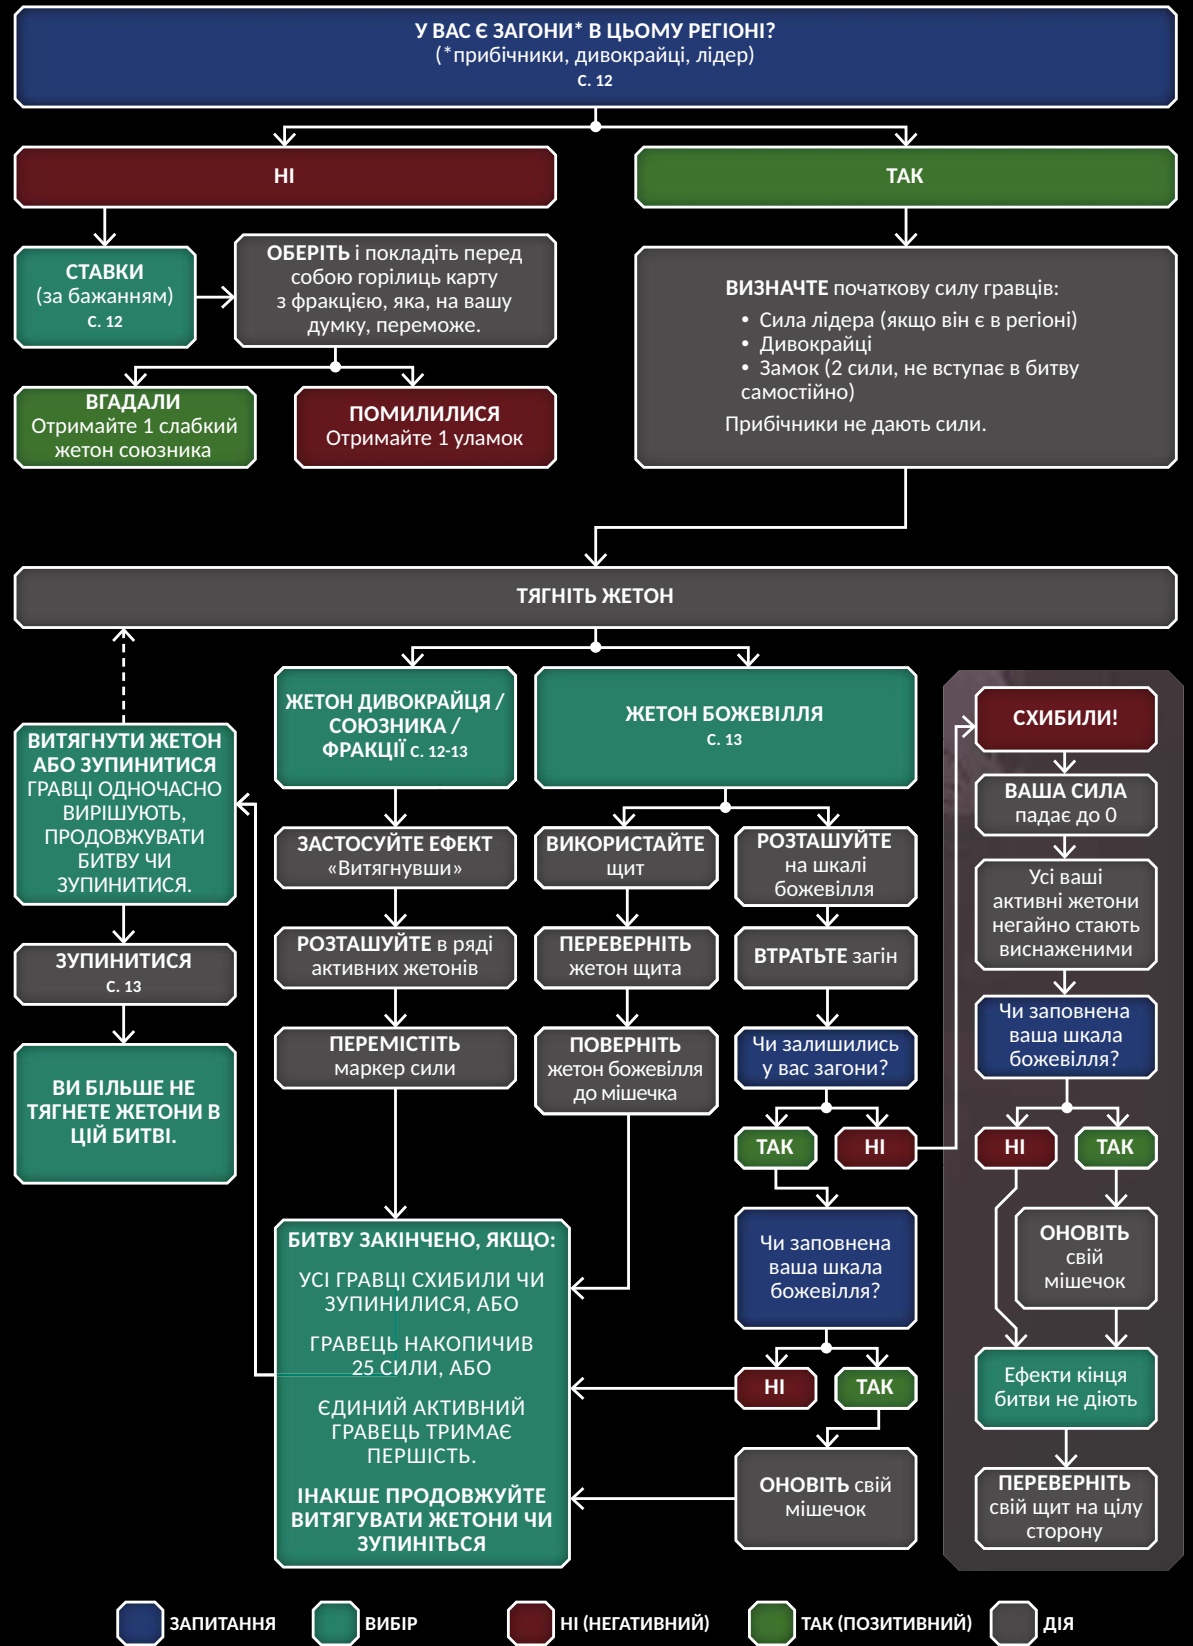 У ВАС Є ЗАГОНИ* В ЦЬОМУ РЕГІОНІ?
(*прибічники, дивокрайці, лідер)
С. 12
НІ
ТАК
СТАВКИ
(за бажанням)
С. 12
ОБЕРІТЬ і покладіть перед
собою горілиць карту
з фракцією, яка, на вашу
думку, переможе.
ВГАДАЛИ
Отримайте 1 слабкий
жетон союзника
ПОМИЛИЛИСЯ
Отримайте 1 уламок
ВИЗНАЧТЕ початкову силу гравців:
• Сила лідера (якщо він є в регіоні)
• Дивокрайці
• Замок (2 сили, не вступає в битву
самостійно)
Прибічники не дають сили.
ТЯГНІТЬ ЖЕТОН
ВИТЯГНУТИ ЖЕТОН
АБО ЗУПИНИТИСЯ
ГРАВЦІ ОДНОЧАСНО
ВИРІШУЮТЬ,
ПРОДОВЖУВАТИ
БИТВУ ЧИ
ЗУПИНИТИСЯ.
ЗУПИНИТИСЯ
С. 13
ВИ БІЛЬШЕ НЕ
ТЯГНЕТЕ ЖЕТОНИ В
ЦІЙ БИТВІ.
ЖЕТОН ДИВОКРАЙЦЯ /
СОЮЗНИКА /
ФРАКЦІЇ С. 12-13
ЗАСТОСУЙТЕ ЕФЕКТ
«Витягнувши»
РОЗТАШУЙТЕ в ряді
активних жетонів
ПЕРЕМІСТІТЬ
маркер сили
ЖЕТОН БОЖЕВІЛЛЯ
С. 13
ВИКОРИСТАЙТЕ
щит
ПЕРЕВЕРНІТЬ
жетон щита
ПОВЕРНІТЬ
жетон божевілля
до мішечка
РОЗТАШУЙТЕ
на шкалі
божевілля
ВТРАТЬТЕ загін
Чи залишились
у вас загони?
ТАК
НІ
Чи заповнена
ваша шкала
божевілля?
НІ
ТАК
ОНОВІТЬ свій
мішечок
БИТВУ ЗАКІНЧЕНО, ЯКЩО:
УСІ ГРАВЦІ СХИБИЛИ ЧИ
ЗУПИНИЛИСЯ, АБО
ГРАВЕЦЬ НАКОПИЧИВ
25 СИЛИ, АБО
ЄДИНИЙ АКТИВНИЙ
ГРАВЕЦЬ ТРИМАЄ
ПЕРШІСТЬ.
ІНАКШЕ ПРОДОВЖУЙТЕ
ВИТЯГУВАТИ ЖЕТОНИ ЧИ
ЗУПИНІТЬСЯ
СХИБИЛИ!
ВАША СИЛА
падає до 0
Усі ваші
активні жетони
негайно стають
виснаженими
Чи заповнена
ваша шкала
божевілля?
НІ
ТАК
ОНОВІТЬ
свій
мішечок
Ефекти кінця
битви не діють
ПЕРЕВЕРНІТЬ
свій щит на цілу
сторону
ЗАПИТАННЯ
ВИБІР
НІ (НЕГАТИВНИЙ)
ТАК (ПОЗИТИВНИЙ)
ДІЯ